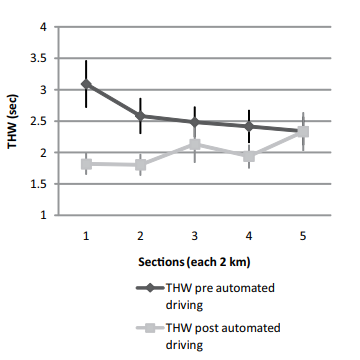 4
3.5
3
2.5
2
1.5
1
THW (sec)
1 2 3 4 5
Sections (each 2 km)
THW pre automated
driving
THW post automated
driving